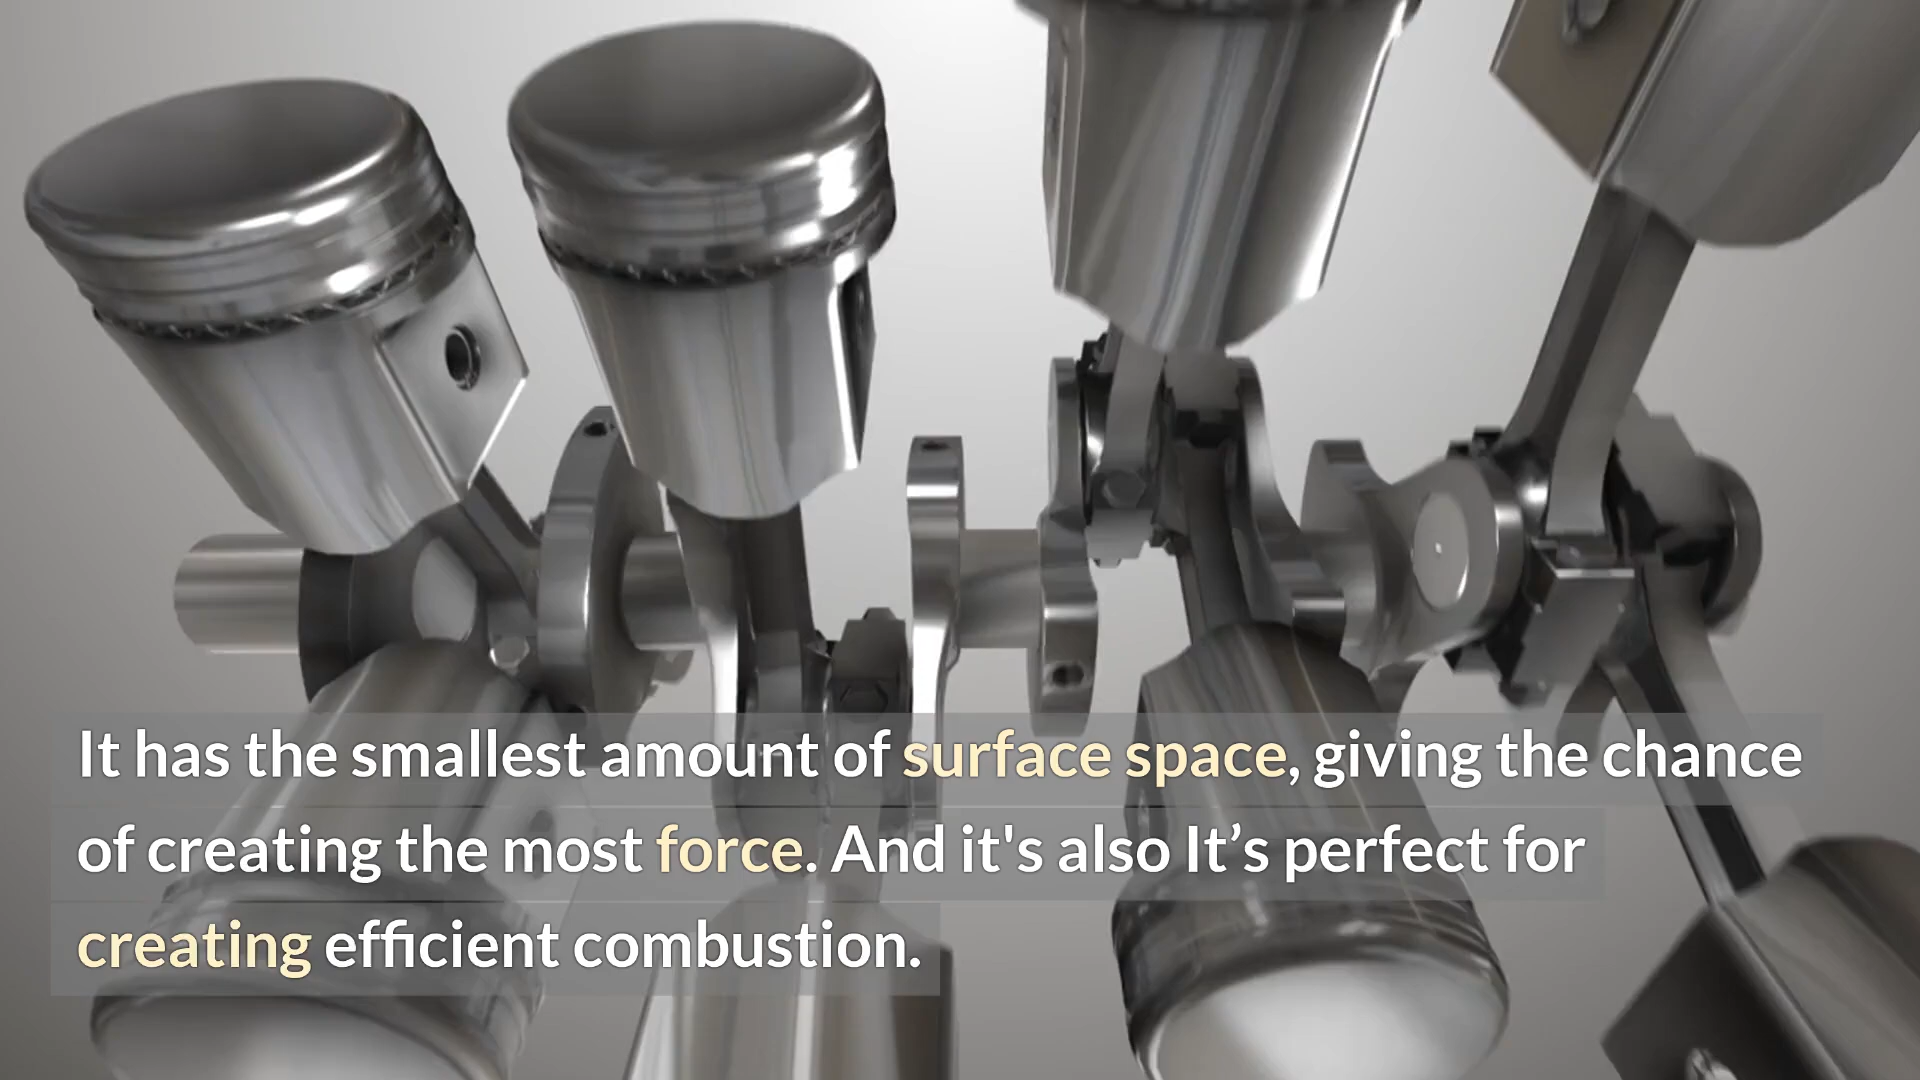 It has the smallest amount of surface space, giving the chance
of creating the most force. And it's also It’s perfect for
creating efficient combustion.